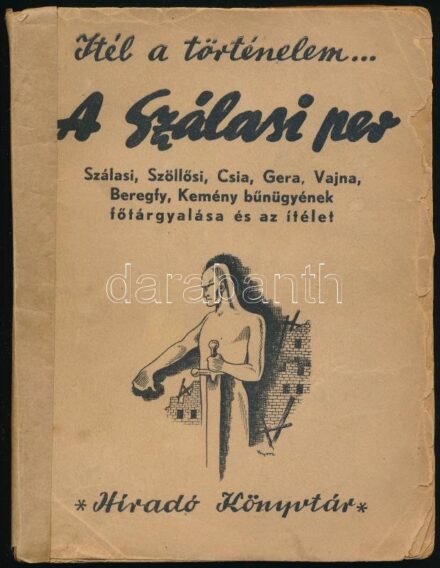 Itél a történelem...
A Szálasi per
Szálasi, Szöllősi, Csia, Gera, Vajna,
Beregfy, Kemény bűnügyének
főtárgyalása és az ítélet
darabanth
*Híradó Könyvtár*